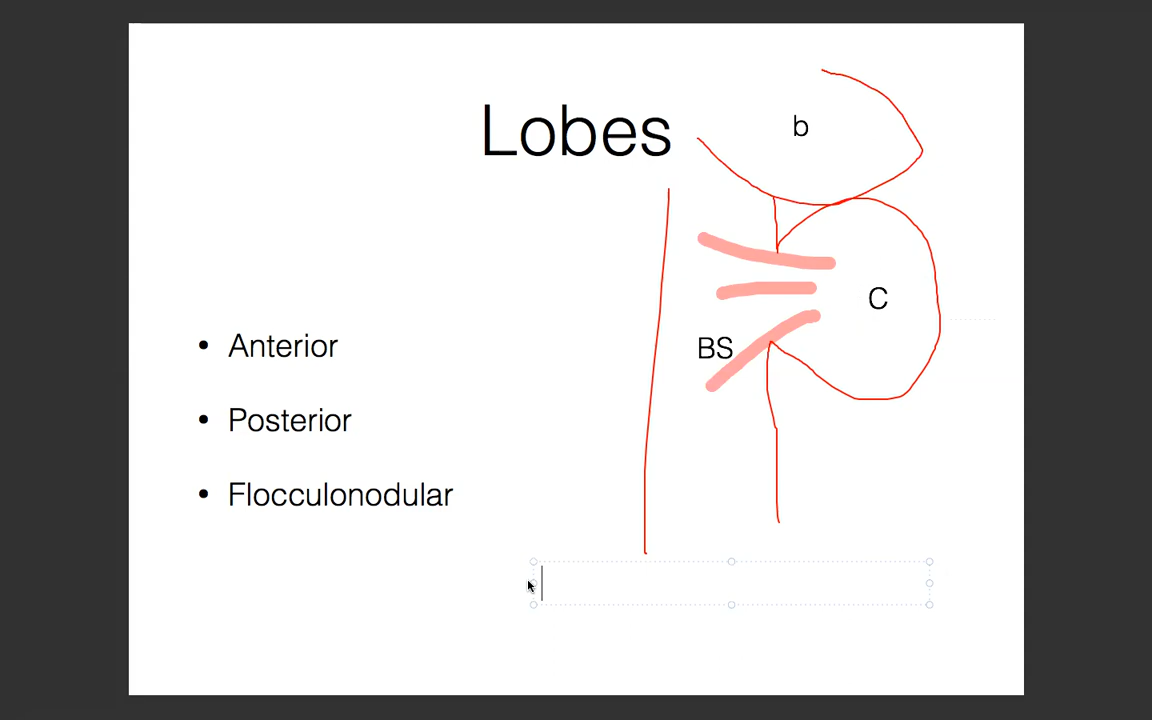 Lobes
b
C
BS
• Anterior
• Posterior
• Flocculonodular